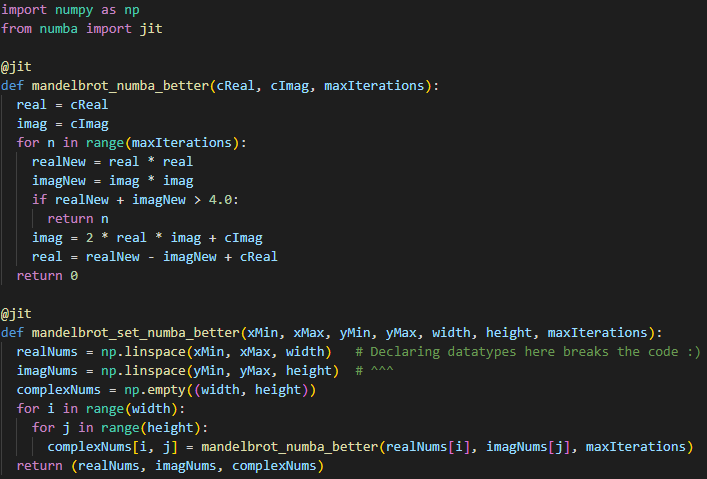 import numpy as np
from numba import jit

@jit
def mandelbrot_numba_better(cReal, cImag, maxIterations):
  real = cReal
  imag = cImag
  for n in range(maxIterations):
    realNew = real * real
    imagNew = imag * imag
    if realNew + imagNew > 4.0:
      return n
    imag = 2 * real * imag + cImag
    real = realNew - imagNew + cReal
  return 0

@jit
def mandelbrot_set_numba_better(xMin, xMax, yMin, yMax, width, height, maxIterations):
  realNums = np.linspace(xMin, xMax, width)   # Declaring datatypes here breaks the code :)
  imagNums = np.linspace(yMin, yMax, height)  # ^^^
  complexNums = np.empty((width, height))
  for i in range(width):
    for j in range(height):
      complexNums[i, j] = mandelbrot_numba_better(realNums[i], imagNums[j], maxIterations)
  return (realNums, imagNums, complexNums)